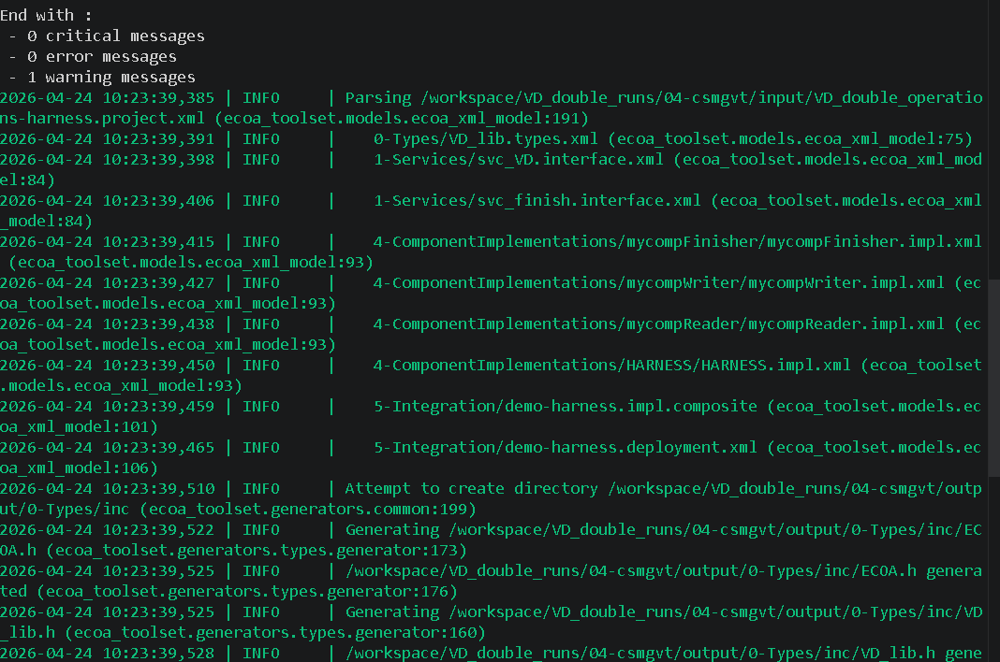 End with :
 - 0 critical messages
 - 0 error messages
 - 1 warning messages
2026-04-24 10:23:39,385 | INFO     | Parsing /workspace/VD_double_runs/04-csmgvt/input/VD_double_operatio
ns-harness.project.xml (ecoa_toolset.models.ecoa_xml_model:191)
2026-04-24 10:23:39,391 | INFO     |    0-Types/VD_lib.types.xml (ecoa_toolset.models.ecoa_xml_model:75)
2026-04-24 10:23:39,398 | INFO     |    1-Services/svc_VD.interface.xml (ecoa_toolset.models.ecoa_xml_mod
el:84)
2026-04-24 10:23:39,406 | INFO     |    1-Services/svc_finish.interface.xml (ecoa_toolset.models.ecoa_xml
_model:84)
2026-04-24 10:23:39,415 | INFO     |    4-ComponentImplementations/mycompFinisher/mycompFinisher.impl.xml
 (ecoa_toolset.models.ecoa_xml_model:93)
2026-04-24 10:23:39,427 | INFO     |    4-ComponentImplementations/mycompWriter/mycompWriter.impl.xml (ec
oa_toolset.models.ecoa_xml_model:93)
2026-04-24 10:23:39,438 | INFO     |    4-ComponentImplementations/mycompReader/mycompReader.impl.xml (ec
oa_toolset.models.ecoa_xml_model:93)
2026-04-24 10:23:39,450 | INFO     |    4-ComponentImplementations/HARNESS/HARNESS.impl.xml (ecoa_toolset
.models.ecoa_xml_model:93)
2026-04-24 10:23:39,459 | INFO     |    5-Integration/demo-harness.impl.composite (ecoa_toolset.models.ec
oa_xml_model:101)
2026-04-24 10:23:39,465 | INFO     |    5-Integration/demo-harness.deployment.xml (ecoa_toolset.models.ec
oa_xml_model:106)
2026-04-24 10:23:39,510 | INFO     | Attempt to create directory /workspace/VD_double_runs/04-csmgvt/outp
ut/0-Types/inc (ecoa_toolset.generators.common:199)
2026-04-24 10:23:39,522 | INFO     | Generating /workspace/VD_double_runs/04-csmgvt/output/0-Types/inc/EC
OA.h (ecoa_toolset.generators.types.generator:173)
2026-04-24 10:23:39,525 | INFO     | /workspace/VD_double_runs/04-csmgvt/output/0-Types/inc/ECOA.h genera
ted (ecoa_toolset.generators.types.generator:176)
2026-04-24 10:23:39,525 | INFO     | Generating /workspace/VD_double_runs/04-csmgvt/output/0-Types/inc/VD
_lib.h (ecoa_toolset.generators.types.generator:160)
2026-04-24 10:23:39,528 | INFO     | /workspace/VD_double_runs/04-csmgvt/output/0-Types/inc/VD_lib.h gene